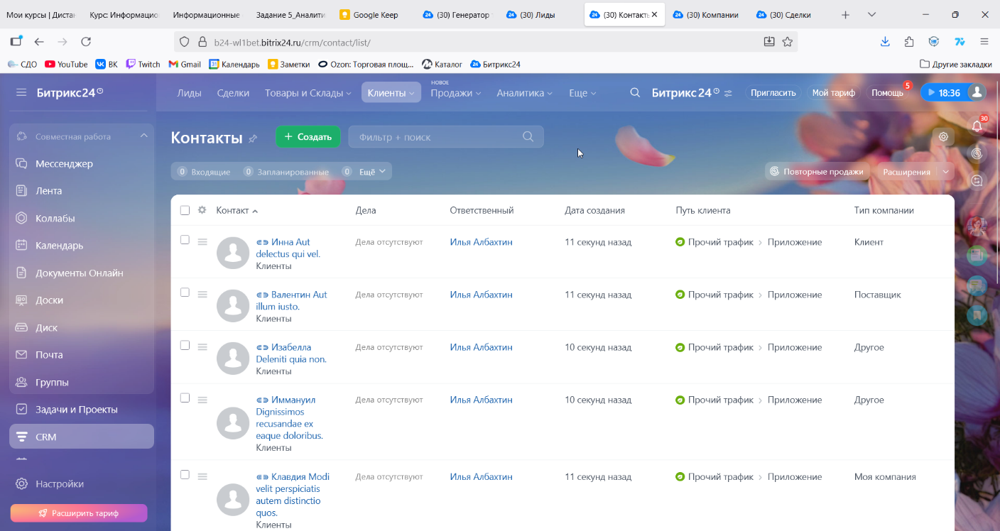 Мои курсы | Дистан
Курс: Информацион
Информационные
Задание 5_Аналити
Google Keep
(30) Генератор
(30) Лиды
(30) Контакты
(30) Компании
(30) Сделки
b24-wl1bet.bitrix24.ru/crm/contact/list/
СДО
YouTube
ВК
Twitch
Gmail
Календарь
Заметки
Ozon: Торговая площ...
Каталог
Битрикс24
Другие закладки
Битрикс24
Лиды
Сделки
Товары и Склады
Клиенты
НОВОЕ
Продажи
Аналитика
Еще
Битрикс24
Пригласить
Мой тариф
Помощь
5
18:36
30
Совместная работа
Мессенджер
Лента
Коллабы
Календарь
Документы Онлайн
Доски
Диск
Почта
Группы
Задачи и Проекты
CRM
Настройки
Расширить тариф
Контакты
+ Создать
Фильтр + поиск
0 Входящие
0 Запланированные
0 Ещё
Повторные продажи
Расширения
Контакт
Дела
Ответственный
Дата создания
Путь клиента
Тип компании
Инна Aut
delectus qui vel.
Клиенты
Дела отсутствуют
Илья Албахтин
11 секунд назад
Прочий трафик > Приложение
Клиент
Валентин Aut
illum iusto.
Клиенты
Дела отсутствуют
Илья Албахтин
11 секунд назад
Прочий трафик > Приложение
Поставщик
Изабелла
Deleniti quia non.
Клиенты
Дела отсутствуют
Илья Албахтин
10 секунд назад
Прочий трафик > Приложение
Другое
Иммануил
Dignissimos
recusandae ex
eaque doloribus.
Клиенты
Дела отсутствуют
Илья Албахтин
10 секунд назад
Прочий трафик > Приложение
Другое
Клавдия Modi
velit perspiciatis
autem distinctio
quos.
Клиенты
Дела отсутствуют
Илья Албахтин
11 секунд назад
Прочий трафик > Приложение
Моя компания